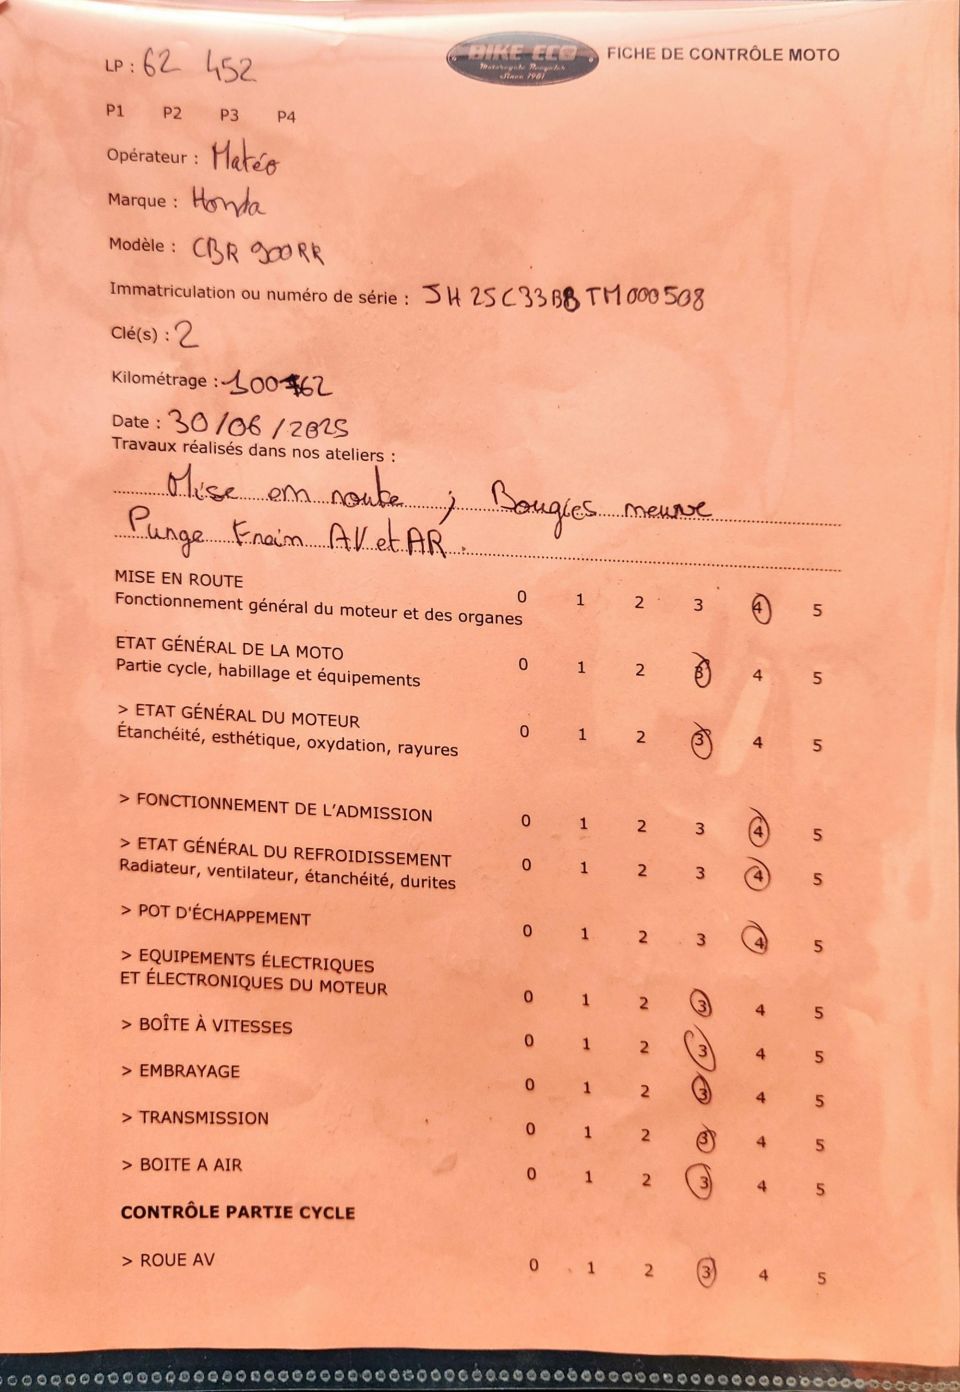 BIKE ECO
Motorcycle Recycler
Since 1981
FICHE DE CONTRÔLE MOTO
LP : 62 452
P1 P2 P3 P4
Opérateur : Matéo
Marque : Honda
Modèle : CBR 900RR
Immatriculation ou numéro de série : JH2SC33B8TM000508
Clé(s) : 2
Kilométrage : 100162
Date : 30/06/2025
Travaux réalisés dans nos ateliers :
Mise en route ; Bougies neuve
Purge Frein AV et AR.
MISE EN ROUTE
Fonctionnement général du moteur et des organes 0 1 2 3 4 5
ETAT GÉNÉRAL DE LA MOTO
Partie cycle, habillage et équipements 0 1 2 3 4 5
> ETAT GÉNÉRAL DU MOTEUR
Étanchéité, esthétique, oxydation, rayures 0 1 2 3 4 5
> FONCTIONNEMENT DE L'ADMISSION 0 1 2 3 4 5
> ETAT GÉNÉRAL DU REFROIDISSEMENT
Radiateur, ventilateur, étanchéité, durites 0 1 2 3 4 5
> POT D'ÉCHAPPEMENT 0 1 2 3 4 5
> EQUIPEMENTS ÉLECTRIQUES
ET ÉLECTRONIQUES DU MOTEUR 0 1 2 3 4 5
> BOÎTE À VITESSES 0 1 2 3 4 5
> EMBRAYAGE 0 1 2 3 4 5
> TRANSMISSION 0 1 2 3 4 5
> BOITE A AIR 0 1 2 3 4 5
CONTRÔLE PARTIE CYCLE
> ROUE AV 0 1 2 3 4 5